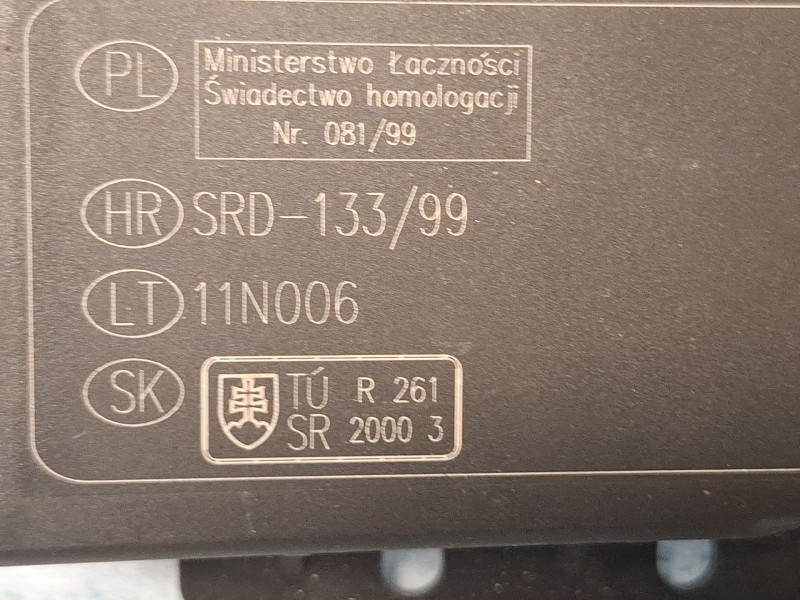 PL Ministerstwo Łączności
Świadectwo homologacji
Nr. 081/99
HR SRD-133/99
LT 11N006
SK TÚ R 261
SR 2000 3